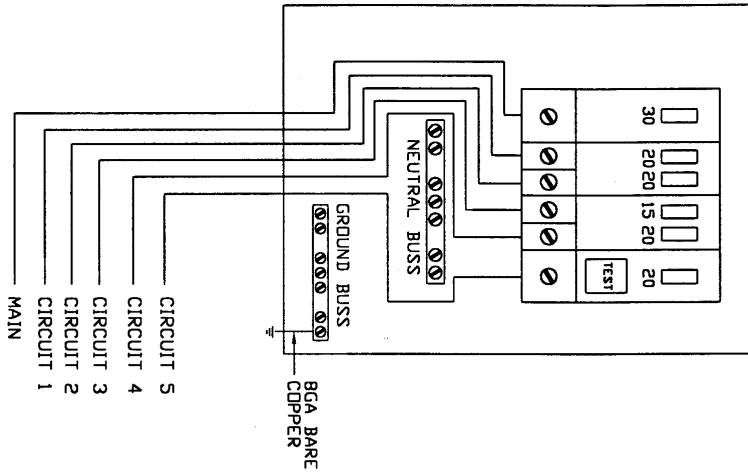 30
20
20
15
20
20
TEST
NEUTRAL BUSS
GROUND BUSS
8GA BARE
COPPER
MAIN
CIRCUIT 1
CIRCUIT 2
CIRCUIT 3
CIRCUIT 4
CIRCUIT 5